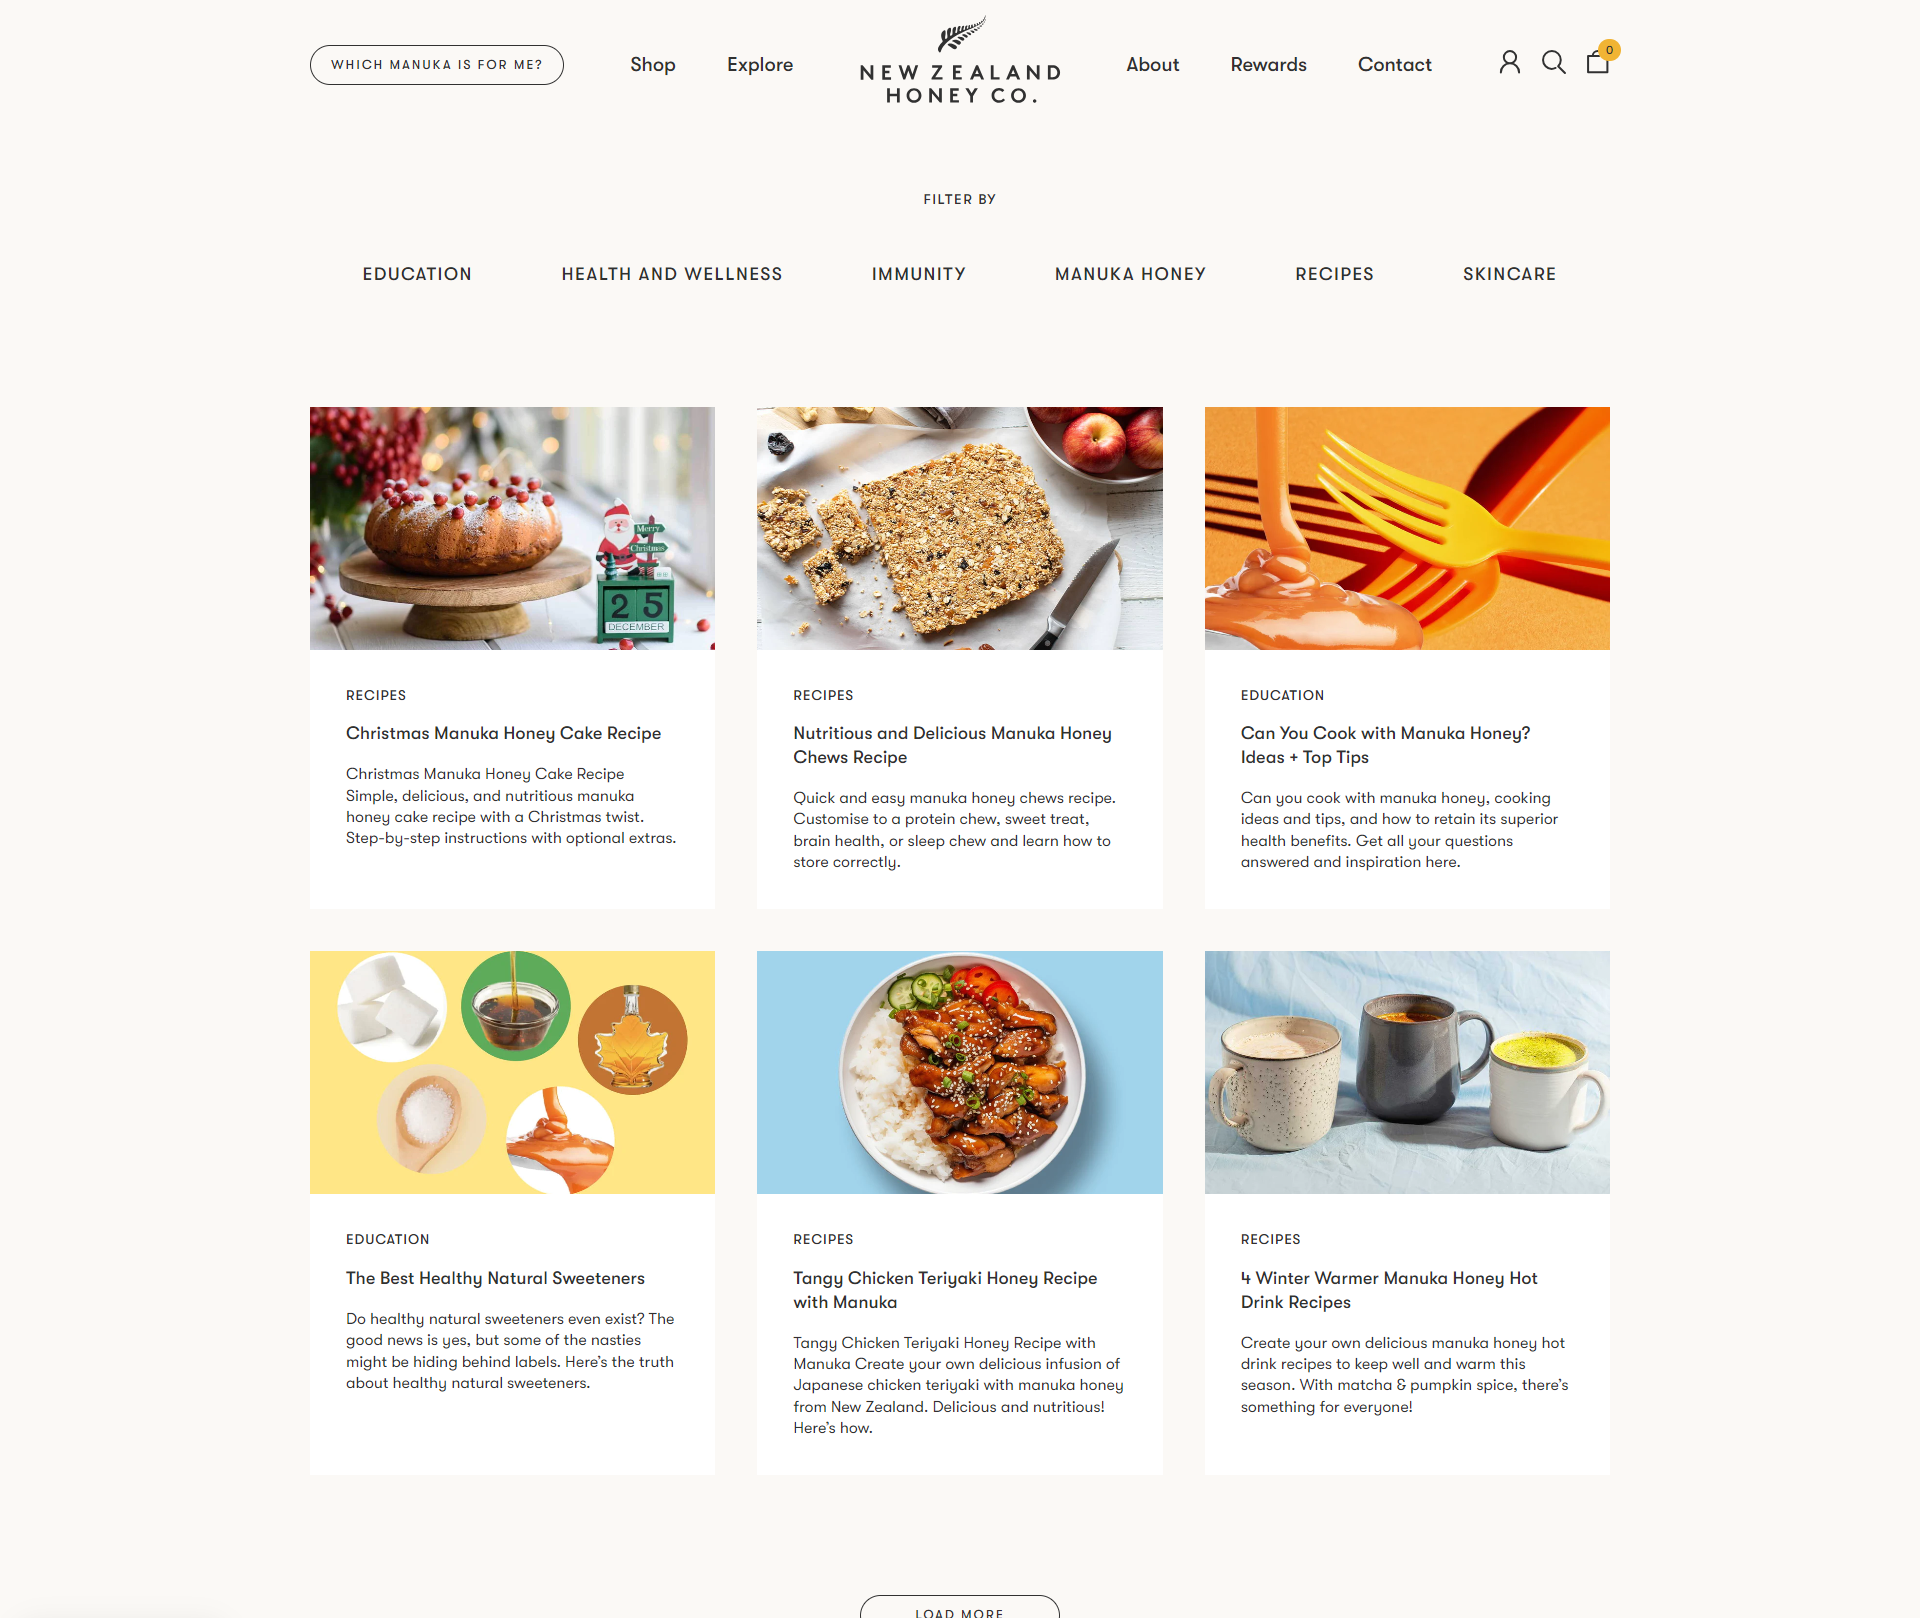 WHICH MANUKA IS FOR ME?
Shop
Explore
NEW ZEALAND
HONEY CO.
About
Rewards
Contact
0
FILTER BY
EDUCATION
HEALTH AND WELLNESS
IMMUNITY
MANUKA HONEY
RECIPES
SKINCARE
Merry
Christmas
25
DECEMBER
RECIPES
Christmas Manuka Honey Cake Recipe
Christmas Manuka Honey Cake Recipe
Simple, delicious, and nutritious manuka
honey cake recipe with a Christmas twist.
Step-by-step instructions with optional extras.
RECIPES
Nutritious and Delicious Manuka Honey
Chews Recipe
Quick and easy manuka honey chews recipe.
Customise to a protein chew, sweet treat,
brain health, or sleep chew and learn how to
store correctly.
EDUCATION
Can You Cook with Manuka Honey?
Ideas + Top Tips
Can you cook with manuka honey, cooking
ideas and tips, and how to retain its superior
health benefits. Get all your questions
answered and inspiration here.
EDUCATION
The Best Healthy Natural Sweeteners
Do healthy natural sweeteners even exist? The
good news is yes, but some of the nasties
might be hiding behind labels. Here’s the truth
about healthy natural sweeteners.
RECIPES
Tangy Chicken Teriyaki Honey Recipe
with Manuka
Tangy Chicken Teriyaki Honey Recipe with
Manuka Create your own delicious infusion of
Japanese chicken teriyaki with manuka honey
from New Zealand. Delicious and nutritious!
Here’s how.
RECIPES
4 Winter Warmer Manuka Honey Hot
Drink Recipes
Create your own delicious manuka honey hot
drink recipes to keep well and warm this
season. With matcha & pumpkin spice, there’s
something for everyone!
LOAD MORE